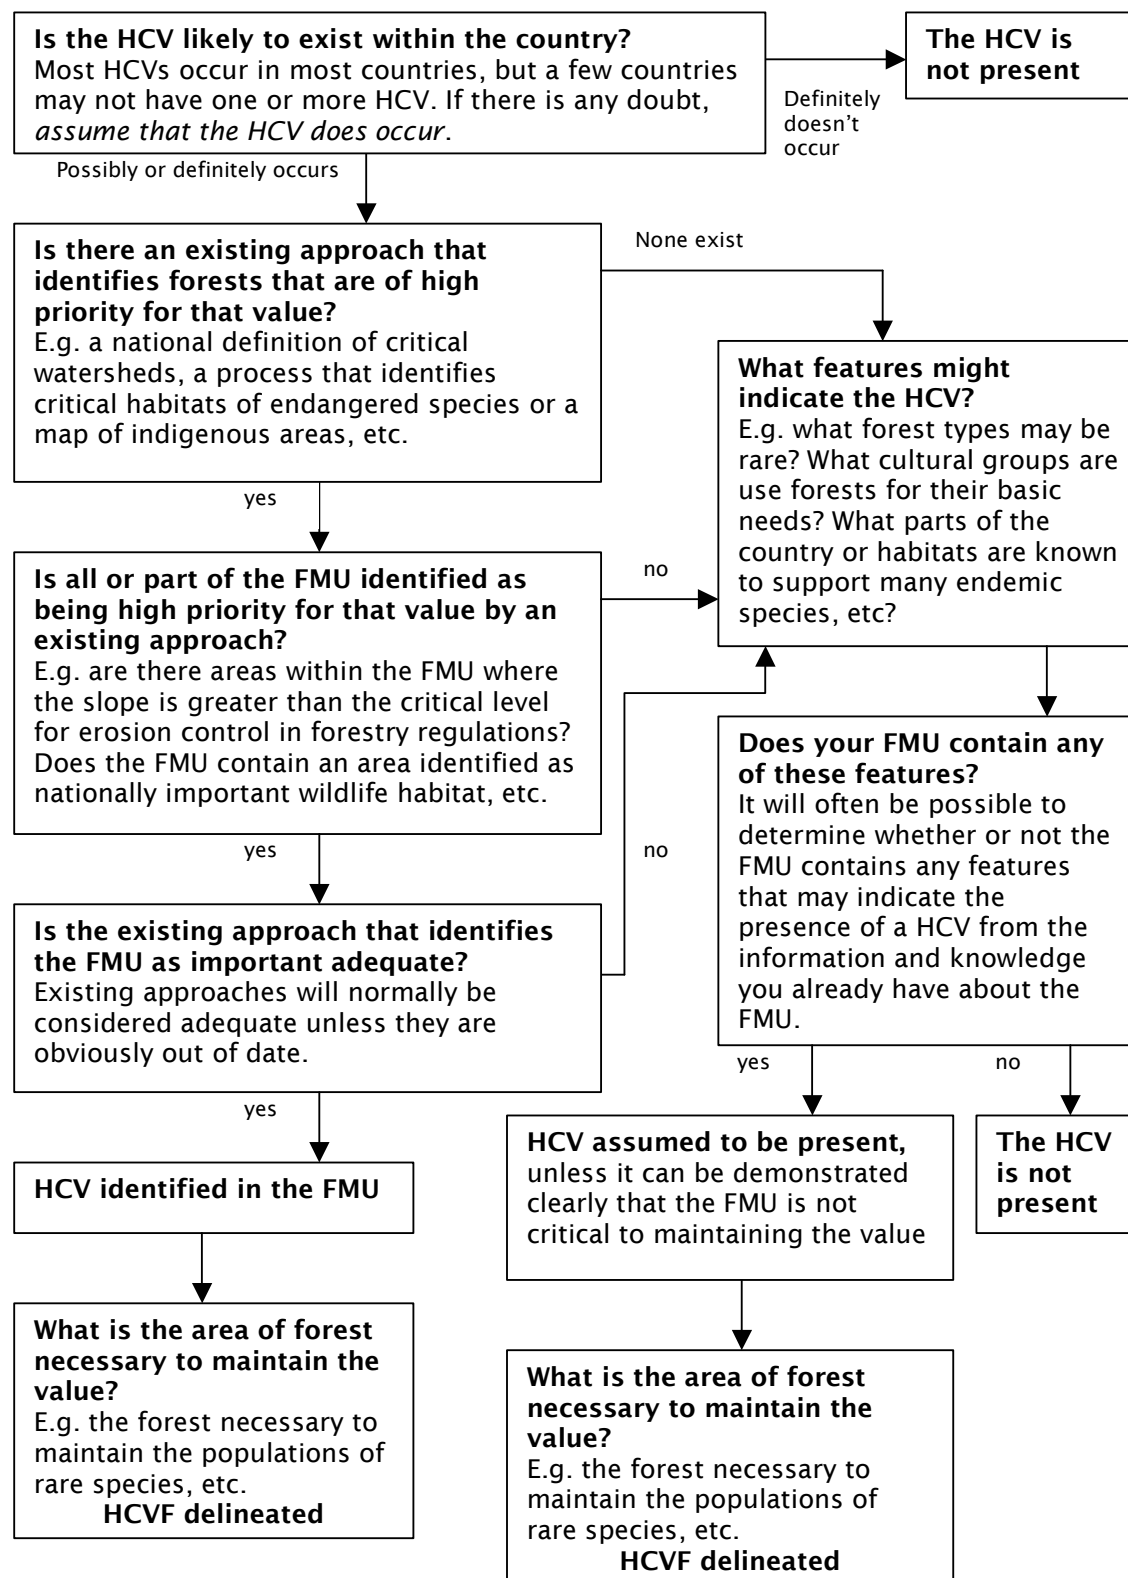 Is the HCV likely to exist within the country?
Most HCVs occur in most countries, but a few countries
may not have one or more HCV. If there is any doubt,
assume that the HCV does occur.
The HCV is
not present
Definitely
doesn't
occur
Possibly or definitely occurs
Is there an existing approach that
identifies forests that are of high
priority for that value?
E.g. a national definition of critical
watersheds, a process that identifies
critical habitats of endangered species or a
map of indigenous areas, etc.
None exist
What features might
indicate the HCV?
E.g. what forest types may be
rare? What cultural groups are
use forests for their basic
needs? What parts of the
country or habitats are known
to support many endemic
species, etc?
yes
Is all or part of the FMU identified as
being high priority for that value by an
existing approach?
E.g. are there areas within the FMU where
the slope is greater than the critical level
for erosion control in forestry regulations?
Does the FMU contain an area identified as
nationally important wildlife habitat, etc.
no
Does your FMU contain any
of these features?
It will often be possible to
determine whether or not the
FMU contains any features
that may indicate the
presence of a HCV from the
information and knowledge
you already have about the
FMU.
yes
no
Is the existing approach that identifies
the FMU as important adequate?
Existing approaches will normally be
considered adequate unless they are
obviously out of date.
yes
no
yes
HCV assumed to be present,
unless it can be demonstrated
clearly that the FMU is not
critical to maintaining the value
The HCV
is not
present
HCV identified in the FMU
What is the area of forest
necessary to maintain the
value?
E.g. the forest necessary to
maintain the populations of
rare species, etc.
HCVF delineated
What is the area of forest
necessary to maintain the
value?
E.g. the forest necessary to
maintain the populations of
rare species, etc.
HCVF delineated